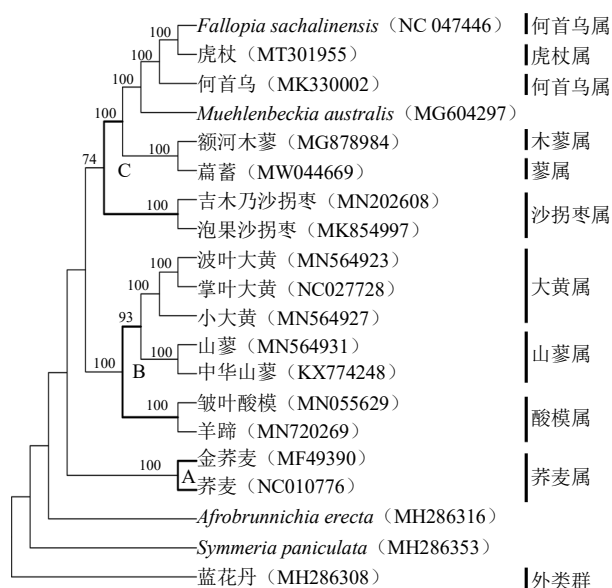 100 Fallopia sachalinensis (NC 047446) 何首乌属
100 虎杖（MT301955） 虎杖属
100 何首乌（MK330002） 何首乌属
100 Muehlenbeckia australis (MG604297)
100 额河木蓼（MG878984） 木蓼属
74 C 100 萹蓄（MW044669） 蓼属
100 吉木乃沙拐枣（MN202608） 沙拐枣属
泡果沙拐枣（MK854997）
100 波叶大黄（MN564923） 大黄属
100 掌叶大黄（NC027728）
93 小大黄（MN564927）
100 山蓼（MN564931） 山蓼属
100 B 中华山蓼（KX774248）
100 皱叶酸模（MN055629） 酸模属
羊蹄（MN720269）
100 A 金荞麦（MF49390） 荞麦属
荞麦（NC010776）
Afrobrunnichia erecta (MH286316)
Symmeria paniculata (MH286353)
蓝花丹（MH286308） 外类群